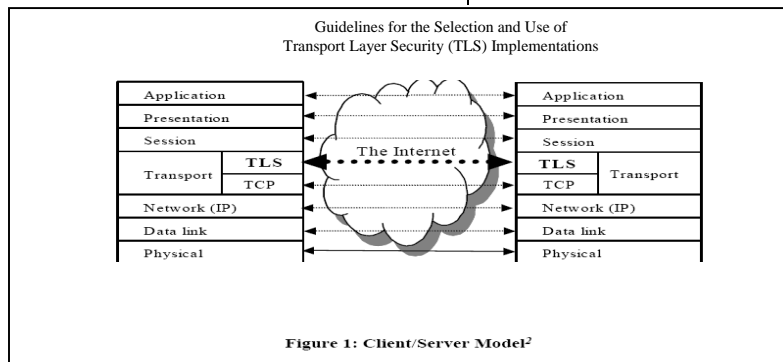 Guidelines for the Selection and Use of
Transport Layer Security (TLS) Implementations
Application
Presentation
Session
Transport
TLS
TCP
Network (IP)
Data link
Physical
The Internet
Application
Presentation
Session
TLS
TCP
Transport
Network (IP)
Data link
Physical
Figure 1: Client/Server Model2